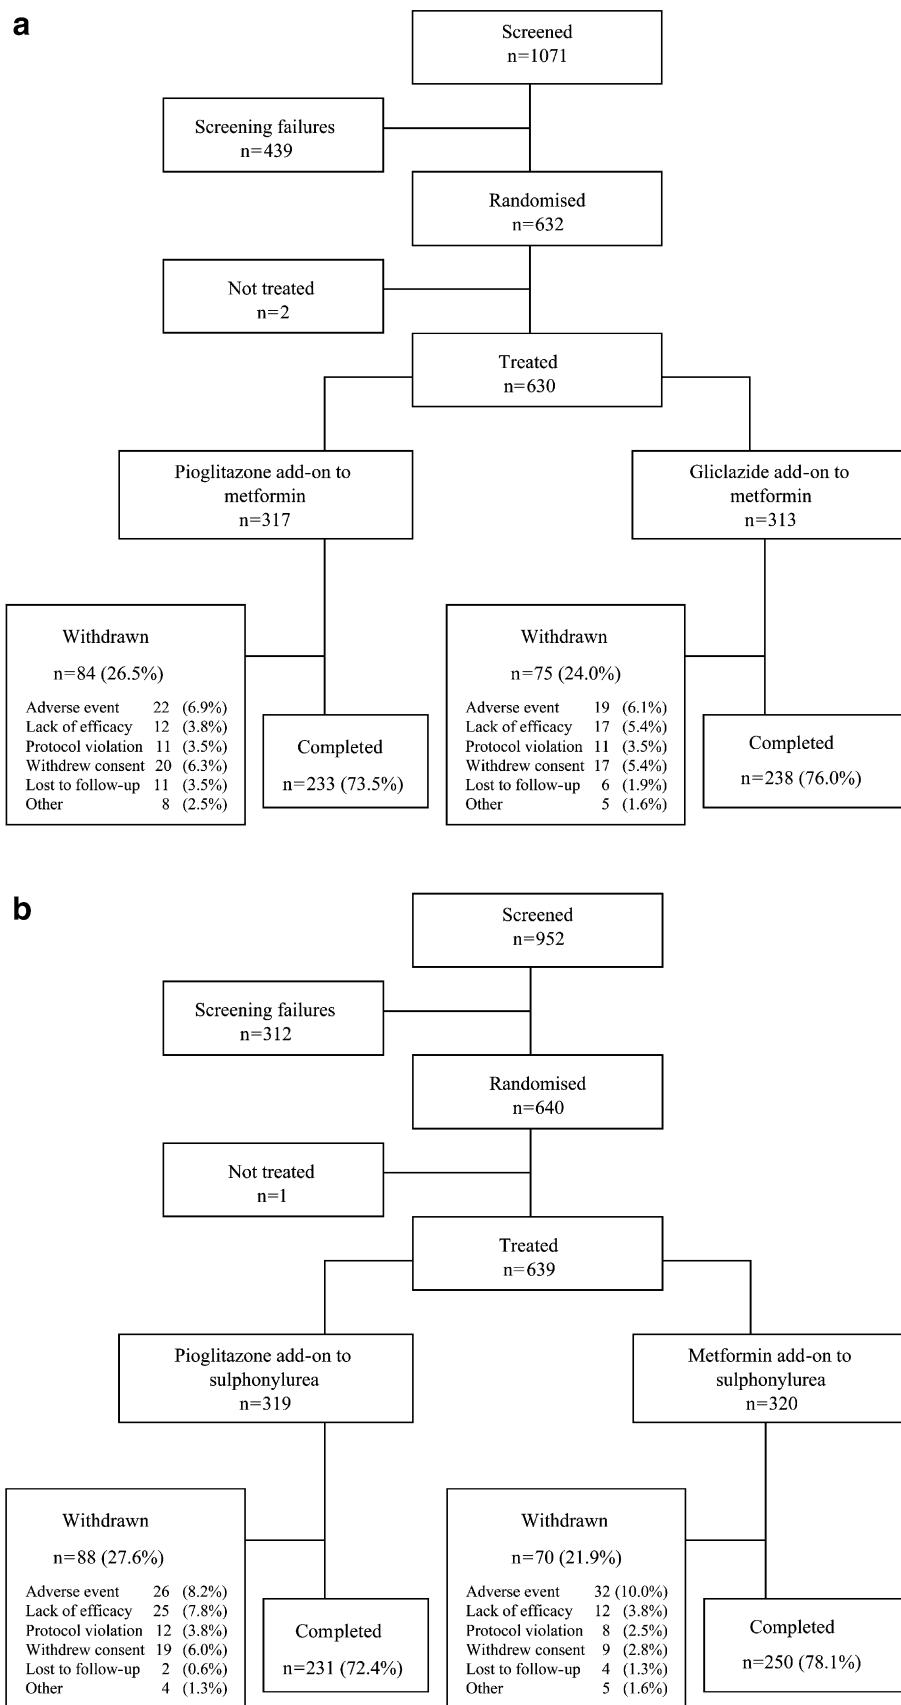 a
Screened
n=1071
Screening failures
n=439
Randomised
n=632
Not treated
n=2
Treated
n=630
Pioglitazone add-on to
metformin
n=317
Gliclazide add-on to
metformin
n=313
Withdrawn
n=84 (26.5%)
Adverse event 22 (6.9%)
Lack of efficacy 12 (3.8%)
Protocol violation 11 (3.5%)
Withdrew consent 20 (6.3%)
Lost to follow-up 11 (3.5%)
Other 8 (2.5%)
Completed
n=233 (73.5%)
Withdrawn
n=75 (24.0%)
Adverse event 19 (6.1%)
Lack of efficacy 17 (5.4%)
Protocol violation 11 (3.5%)
Withdrew consent 17 (5.4%)
Lost to follow-up 6 (1.9%)
Other 5 (1.6%)
Completed
n=238 (76.0%)
b
Screened
n=952
Screening failures
n=312
Randomised
n=640
Not treated
n=1
Treated
n=639
Pioglitazone add-on to
sulphonylurea
n=319
Metformin add-on to
sulphonylurea
n=320
Withdrawn
n=88 (27.6%)
Adverse event 26 (8.2%)
Lack of efficacy 25 (7.8%)
Protocol violation 12 (3.8%)
Withdrew consent 19 (6.0%)
Lost to follow-up 2 (0.6%)
Other 4 (1.3%)
Completed
n=231 (72.4%)
Withdrawn
n=70 (21.9%)
Adverse event 32 (10.0%)
Lack of efficacy 12 (3.8%)
Protocol violation 8 (2.5%)
Withdrew consent 9 (2.8%)
Lost to follow-up 4 (1.3%)
Other 5 (1.6%)
Completed
n=250 (78.1%)